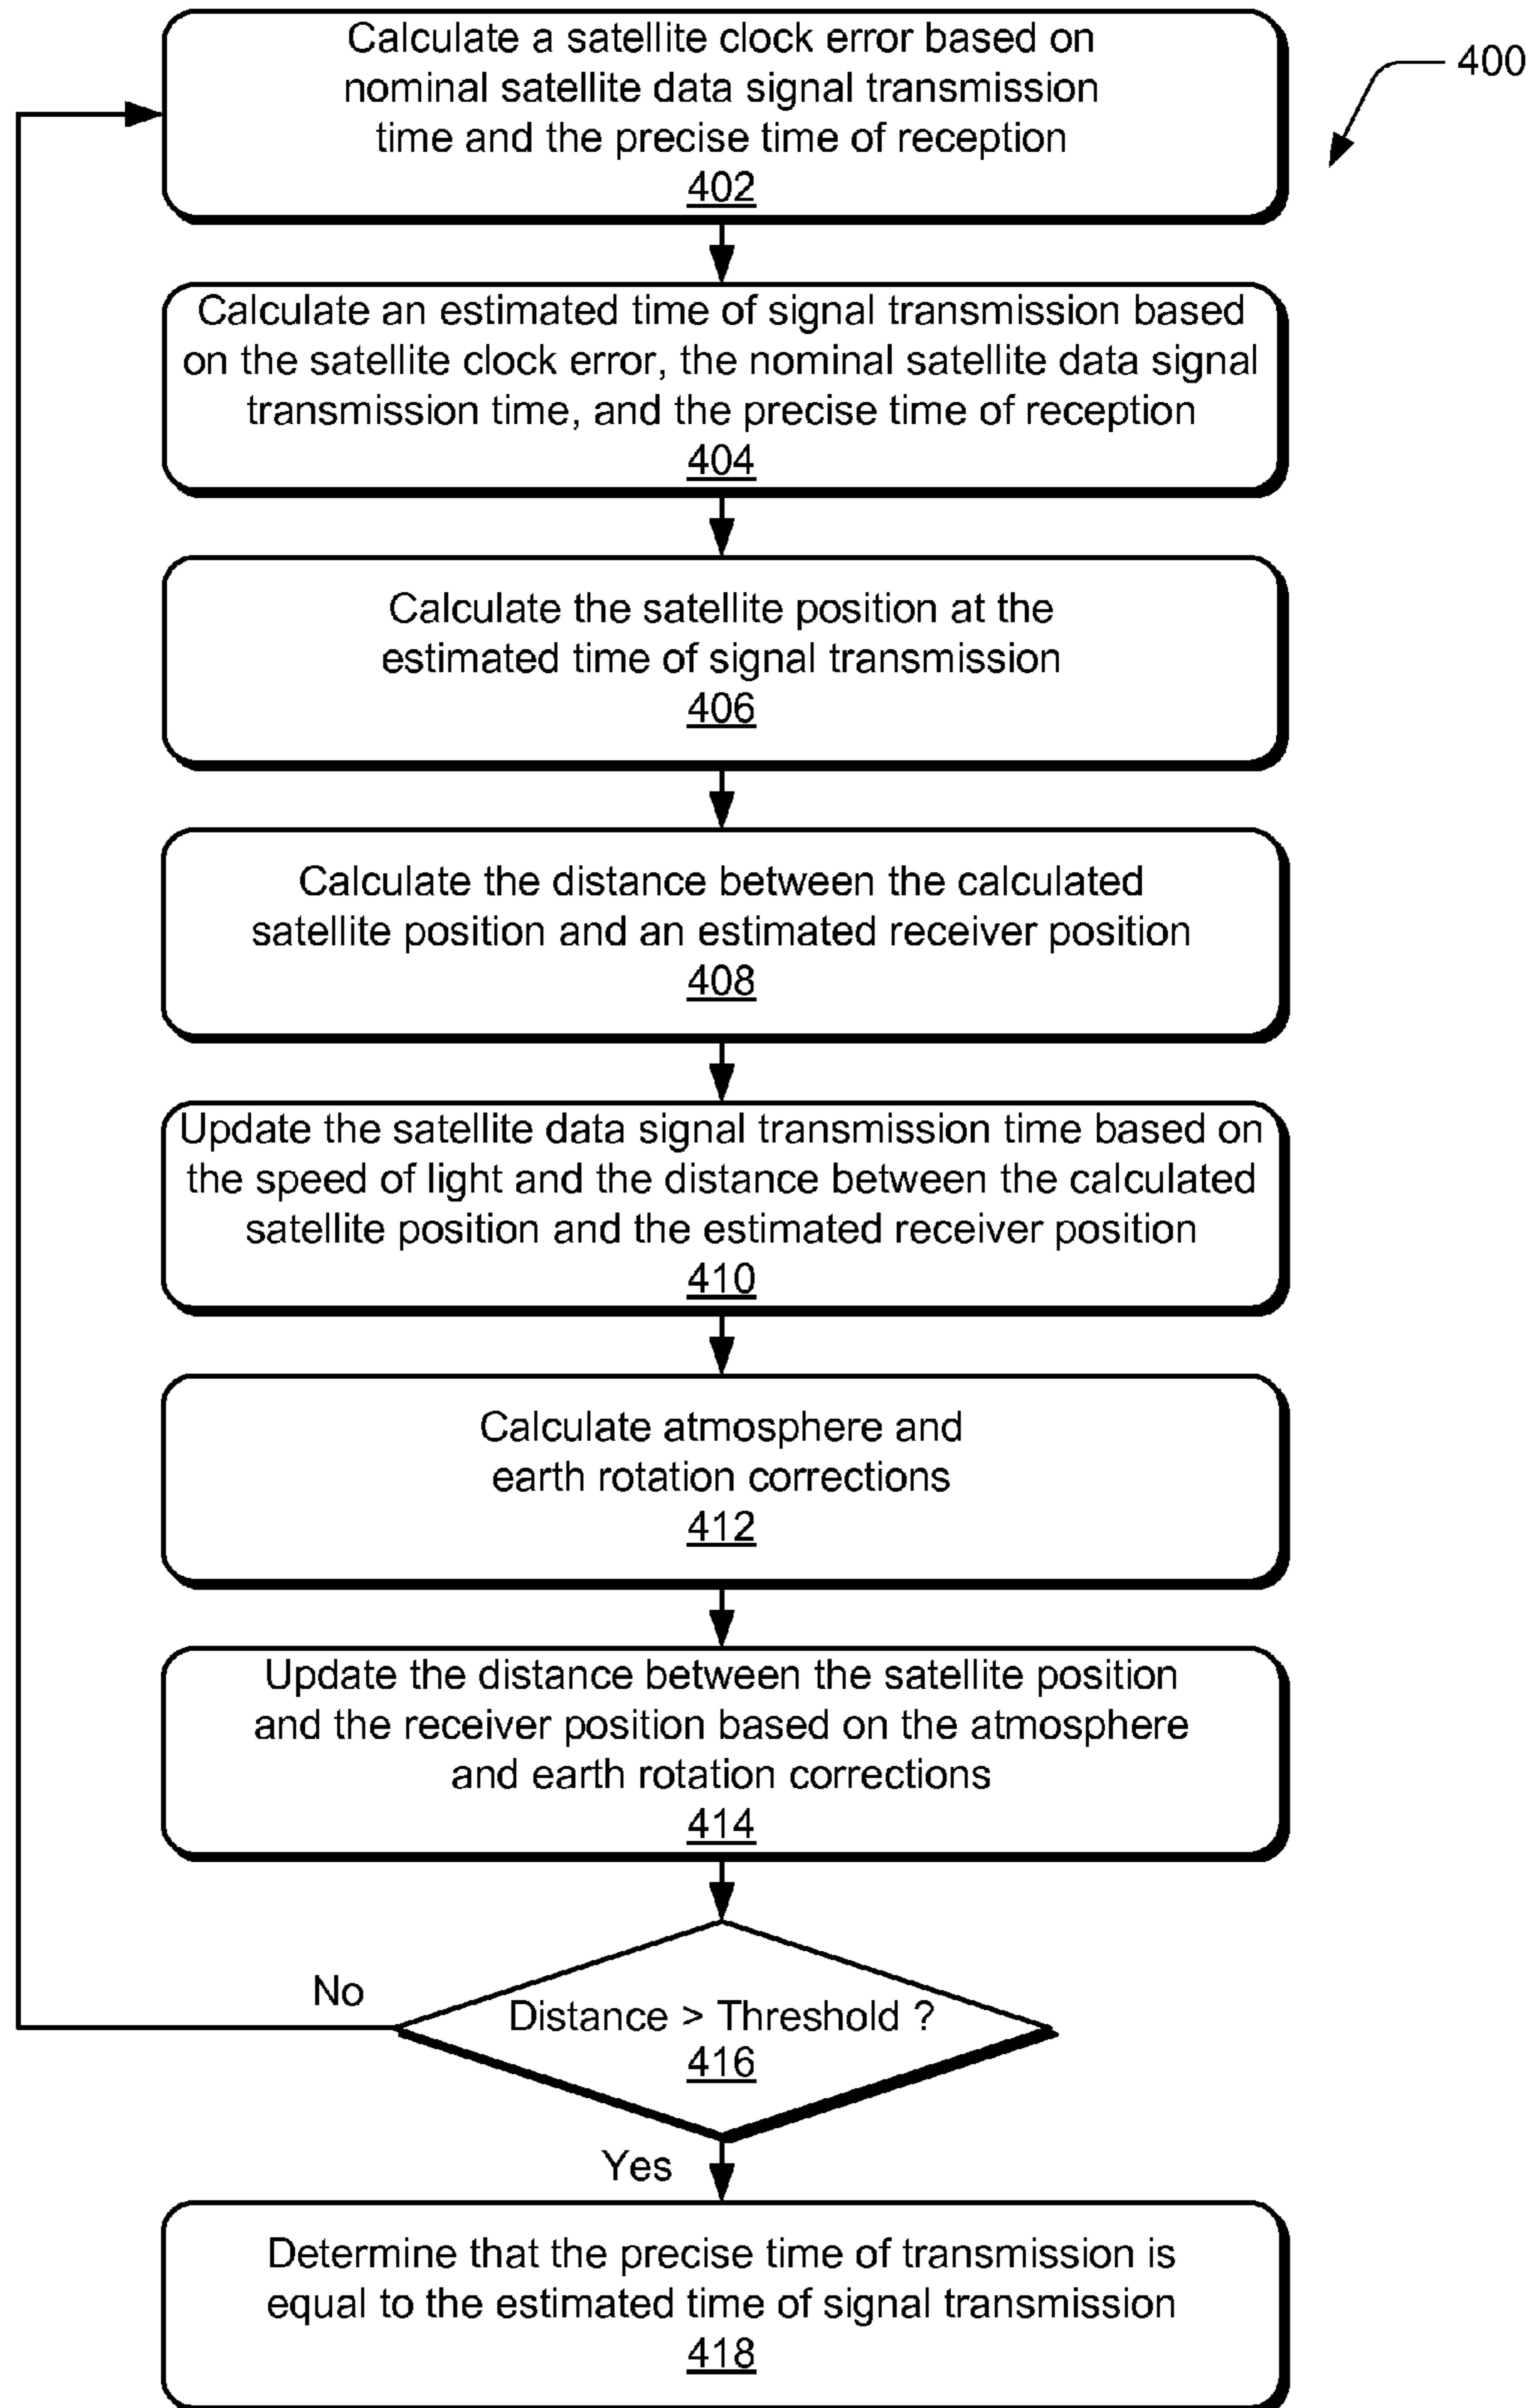 Calculate a satellite clock error based on
nominal satellite data signal transmission
time and the precise time of reception
402
400
Calculate an estimated time of signal transmission based
on the satellite clock error, the nominal satellite data signal
transmission time, and the precise time of reception
404
Calculate the satellite position at the
estimated time of signal transmission
406
Calculate the distance between the calculated
satellite position and an estimated receiver position
408
Update the satellite data signal transmission time based on
the speed of light and the distance between the calculated
satellite position and the estimated receiver position
410
Calculate atmosphere and
earth rotation corrections
412
Update the distance between the satellite position
and the receiver position based on the atmosphere
and earth rotation corrections
414
No
Distance > Threshold ?
416
Yes
Determine that the precise time of transmission is
equal to the estimated time of signal transmission
418